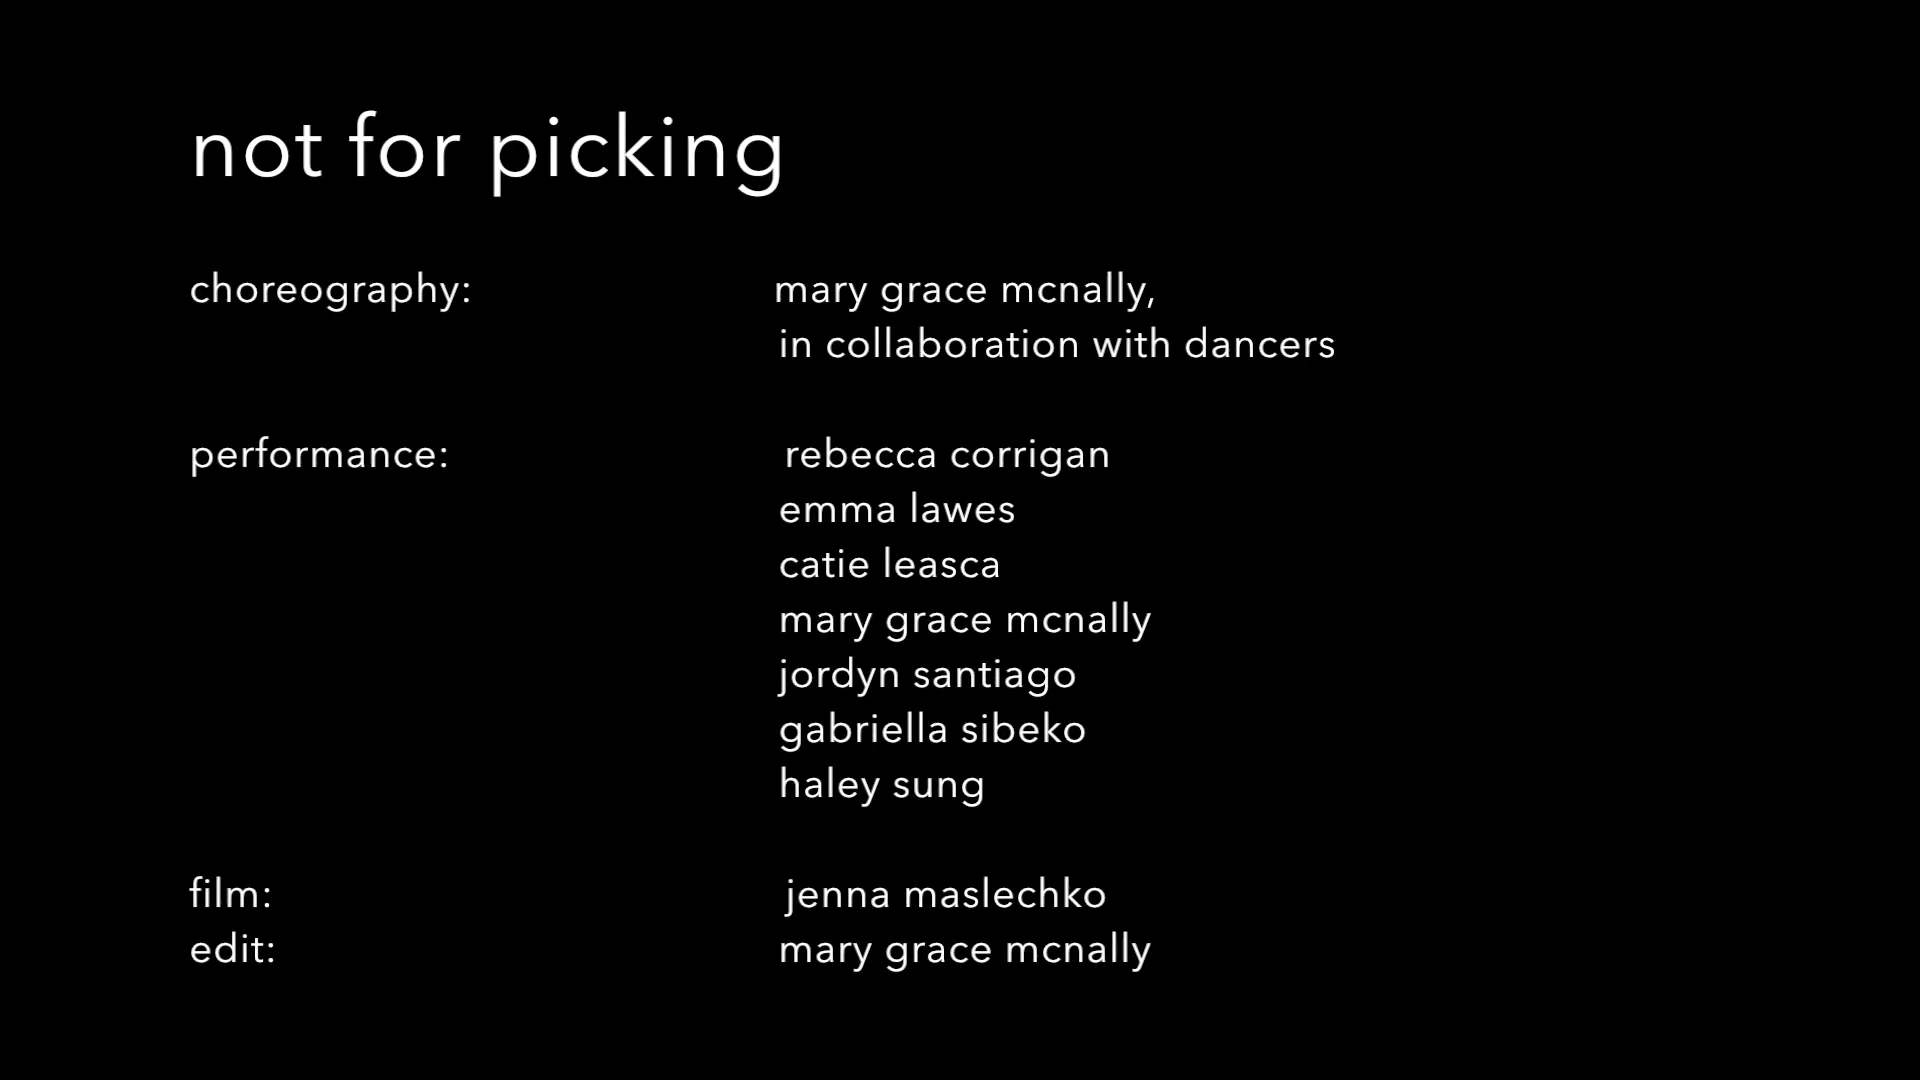 not for picking
choreography: mary grace mcnally,
in collaboration with dancers
performance: rebecca corrigan
emma lawes
catie leasca
mary grace mcnally
jordyn santiago
gabriella sibeko
haley sung
film: jenna maslechko
edit: mary grace mcnally